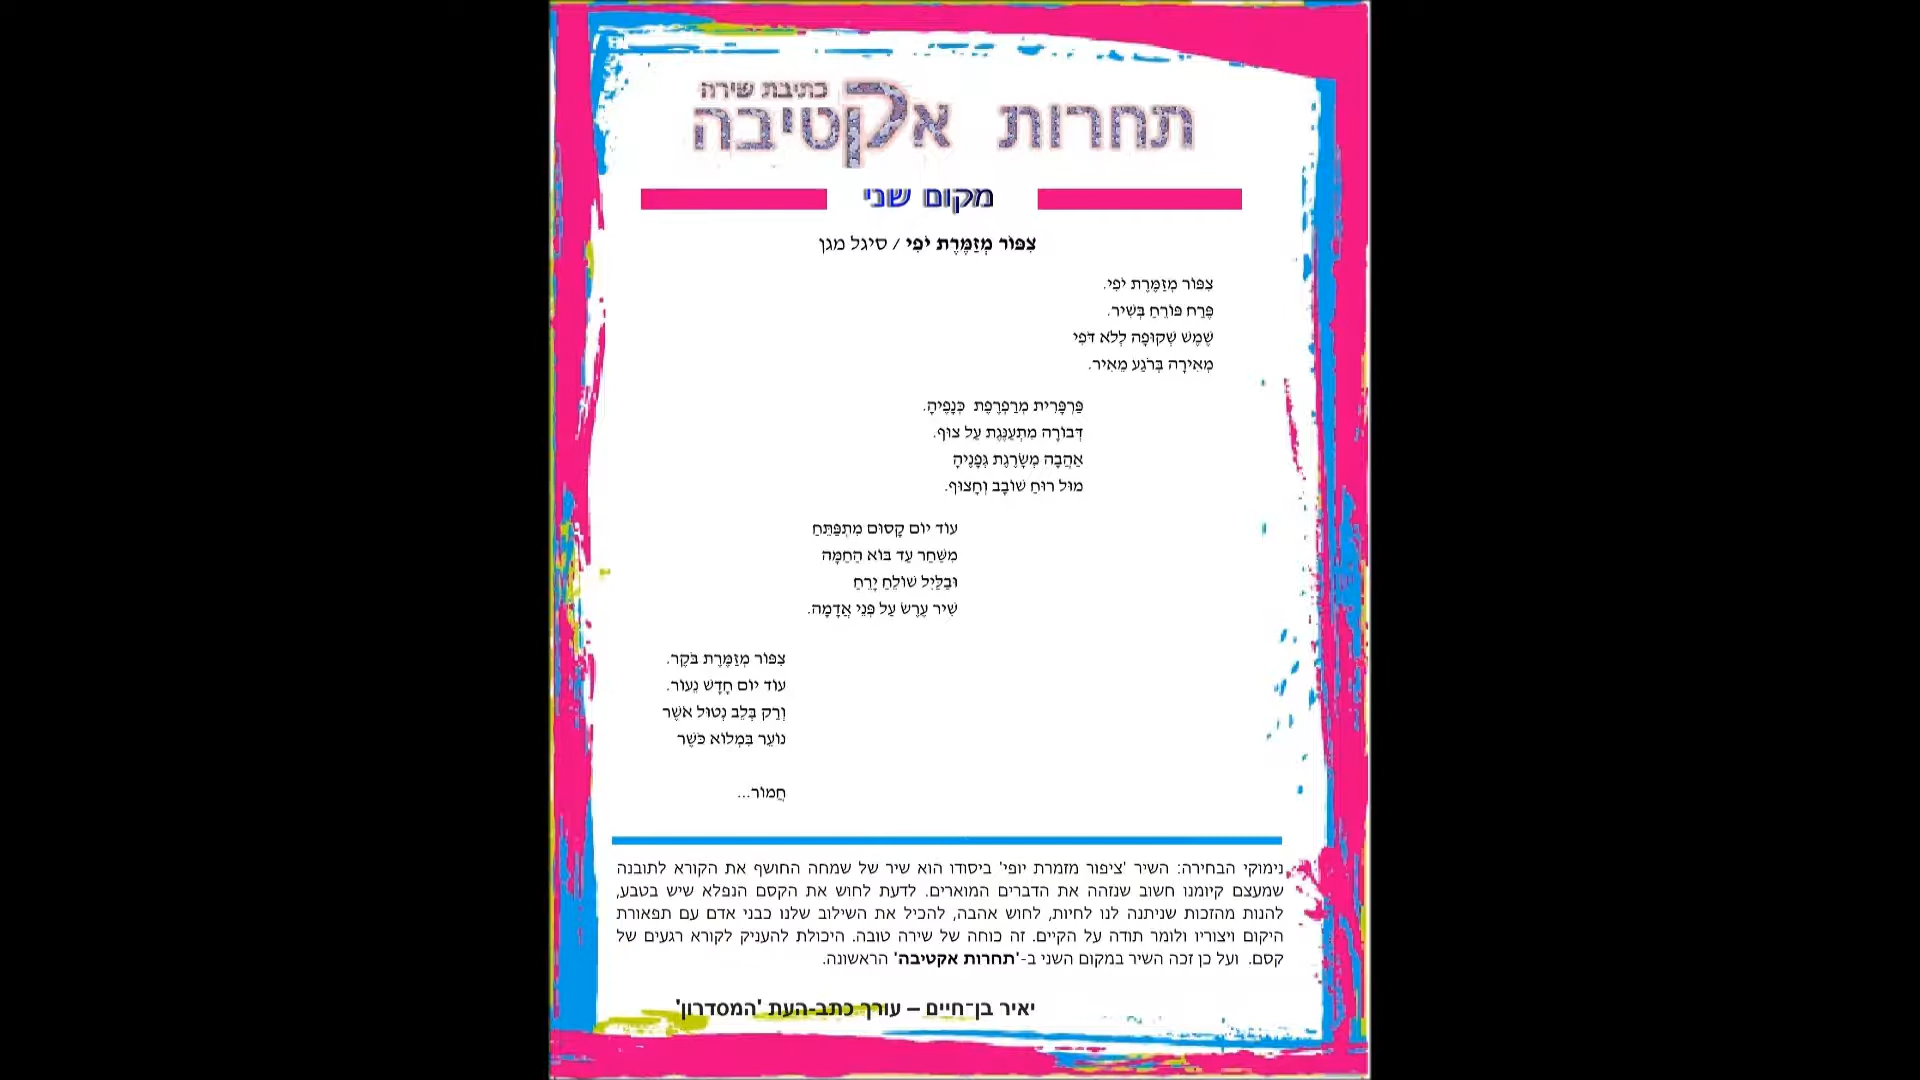 כתיבת שירה
תחרות אקטיבה
מקום שני
צִפּוֹר מְזַמֶּרֶת יֹפִי / סיגל מגן
צִפּוֹר מְזַמֶּרֶת יֹפִי.
פֶּרַח פּוֹרֵחַ בְּשִׁיר.
שֶׁמֶשׁ שְׁקוּפָה לְלֹא דֹּפִי
מְאִירָה בְּרֹגַע מֵאִיר.
פַּרְפָּרִית מְרַפְרֶפֶת כְּנָפֶיהָ.
דְּבוֹרָה מִתְעַנֶּגֶת עַל צוּף.
אַהֲבָה מְשָׂרֶגֶת גְּפָנֶיהָ
מוּל רוּחַ שׁוֹבָב וְחָצוּף.
עוֹד יוֹם קָסוּם מִתְפַּתֵּחַ
מִשַּׁחַר עַד בּוֹא הַחַמָּה
וּבַלַּיִל שׁוֹלֵחַ יָרֵחַ
שִׁיר עֶרֶשׂ עַל פְּנֵי אֲדָמָה.
צִפּוֹר מְזַמֶּרֶת בֹּקֶר.
עוֹד יוֹם חָדָשׁ נֵעוֹר.
וְרַק בְּלֵב נְטוּל אֹשֶׁר
נוֹעֵר בִּמְלוֹא כֹּשֶׁר
חֲמוֹר...
נימוקי הבחירה: השיר 'ציפור מזמרת יופי' ביסודו הוא שיר של שמחה החושף את הקורא לתובנה
שמעצם קיומנו חשוב שנזהה את הדברים המוארים. לדעת לחוש את הקסם הנפלא שיש בטבע,
להנות מהזכות שניתנה לנו לחיות, לחוש אהבה, להכיל את השילוב שלנו כבני אדם עם תפאורת
היקום ויצוריו ולומר תודה על הקיים. זה כוחה של שירה טובה. היכולת להעניק לקורא רגעים של
קסם. ועל כן זכה השיר במקום השני ב-'תחרות אקטיבה' הראשונה.
יאיר בן־חיים – עורך כתב-העת 'המסדרון'